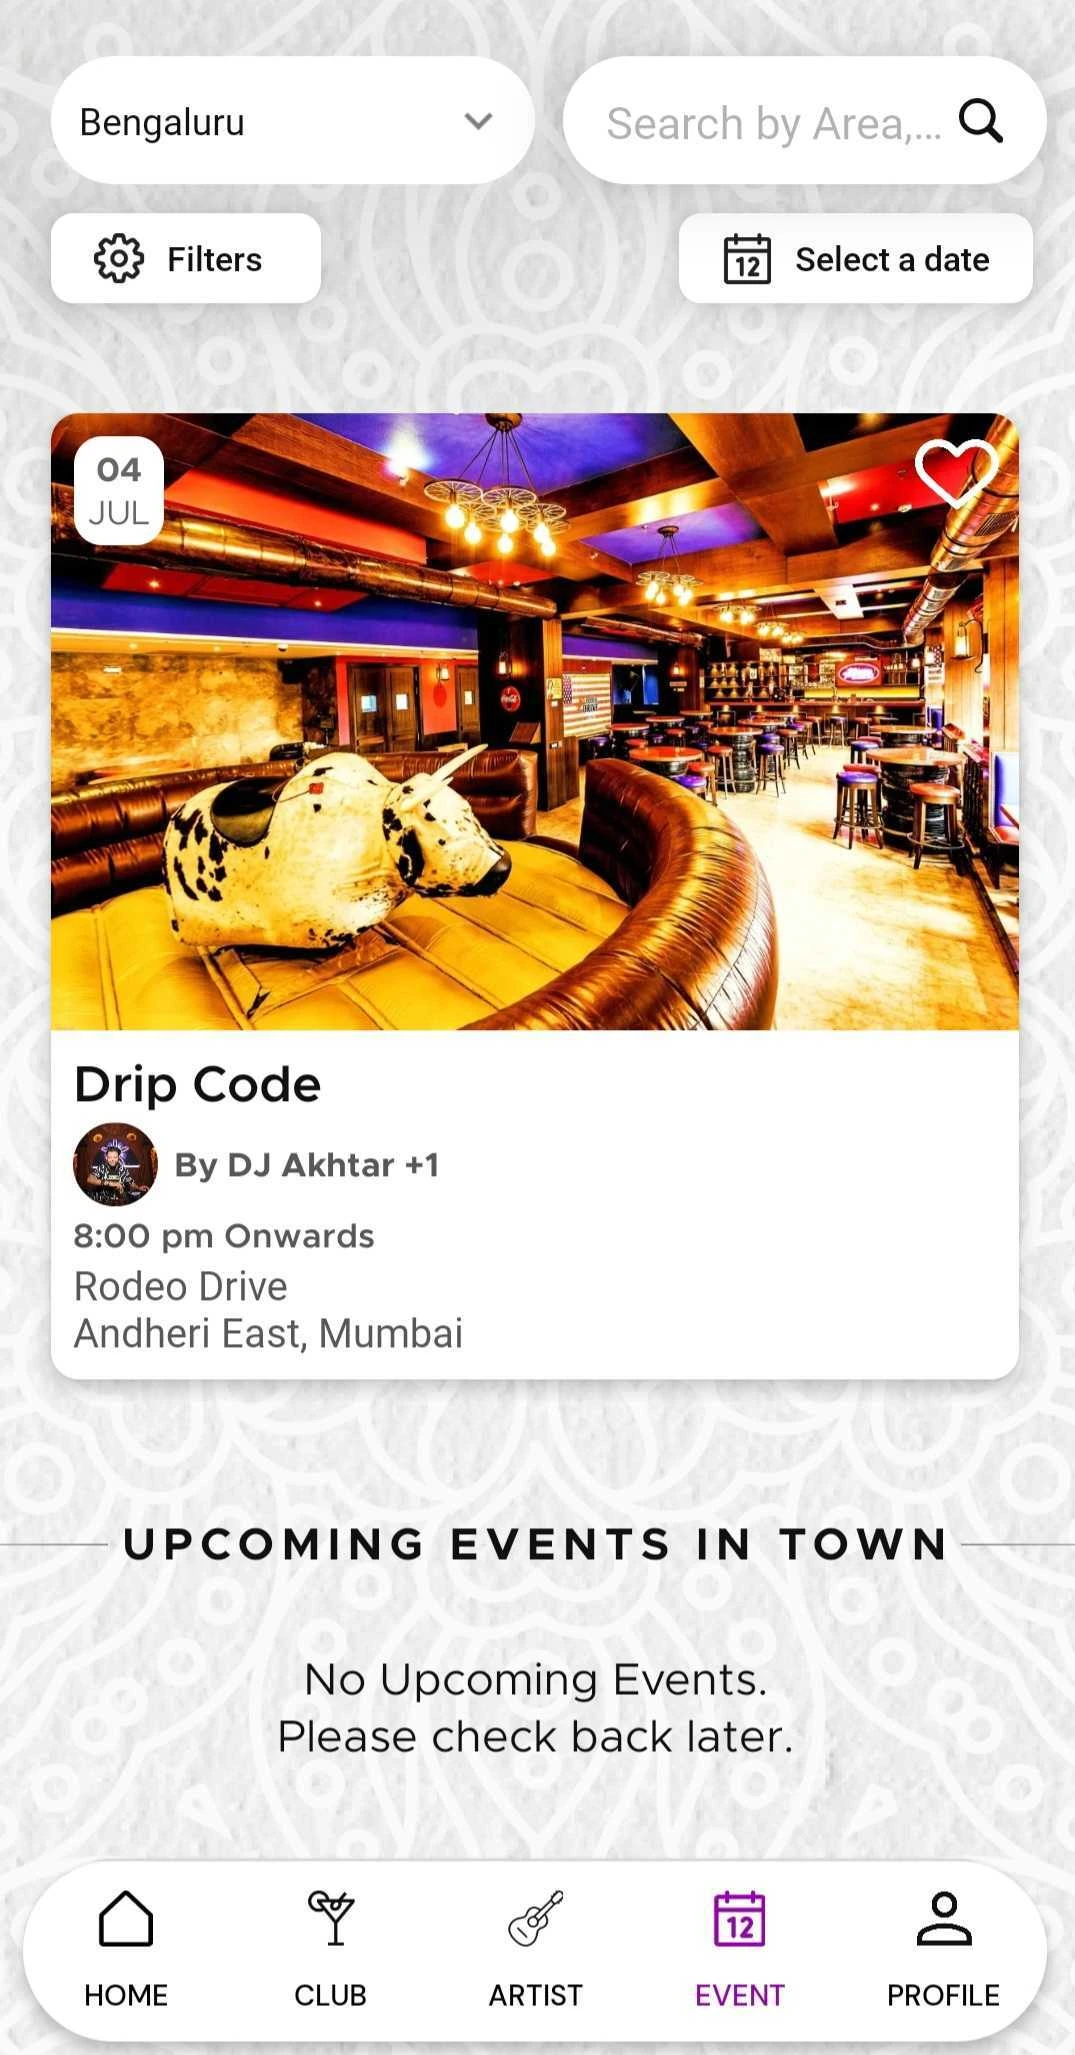 Bengaluru
Search by Area,...
Filters
12 Select a date
04
JUL
Drip Code
By DJ Akhtar +1
8:00 pm Onwards
Rodeo Drive
Andheri East, Mumbai
UPCOMING EVENTS IN TOWN
No Upcoming Events.
Please check back later.
12
HOME CLUB ARTIST EVENT PROFILE